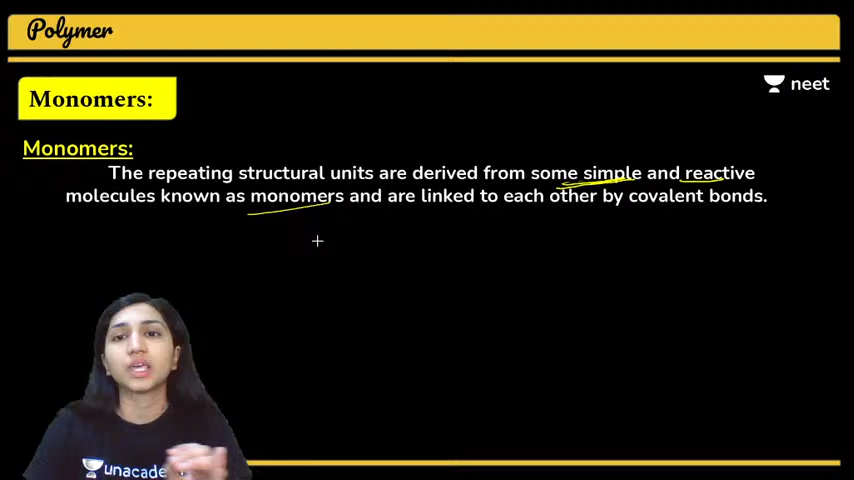 Polymer
neet
Monomers:
Monomers:
The repeating structural units are derived from some simple and reactive
molecules known as monomers and are linked to each other by covalent bonds.
unacade